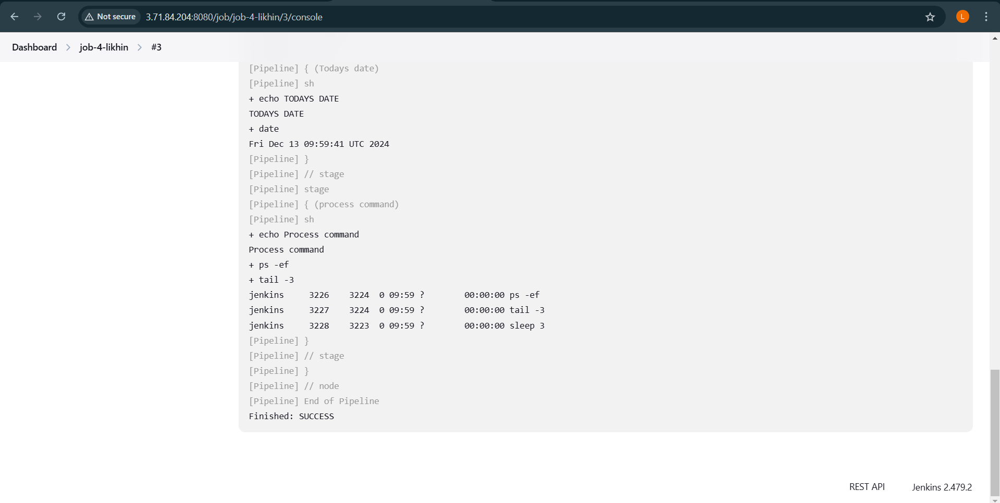 Not secure 3.71.84.204:8080/job/job-4-likhin/3/console L
Dashboard > job-4-likhin > #3
[Pipeline] { (Todays date)
[Pipeline] sh
+ echo TODAYS DATE
TODAYS DATE
+ date
Fri Dec 13 09:59:41 UTC 2024
[Pipeline] }
[Pipeline] // stage
[Pipeline] stage
[Pipeline] { (process command)
[Pipeline] sh
+ echo Process command
Process command
+ ps -ef
+ tail -3
jenkins     3226    3224  0 09:59 ?        00:00:00 ps -ef
jenkins     3227    3224  0 09:59 ?        00:00:00 tail -3
jenkins     3228    3223  0 09:59 ?        00:00:00 sleep 3
[Pipeline] }
[Pipeline] // stage
[Pipeline] }
[Pipeline] // node
[Pipeline] End of Pipeline
Finished: SUCCESS
REST API Jenkins 2.479.2